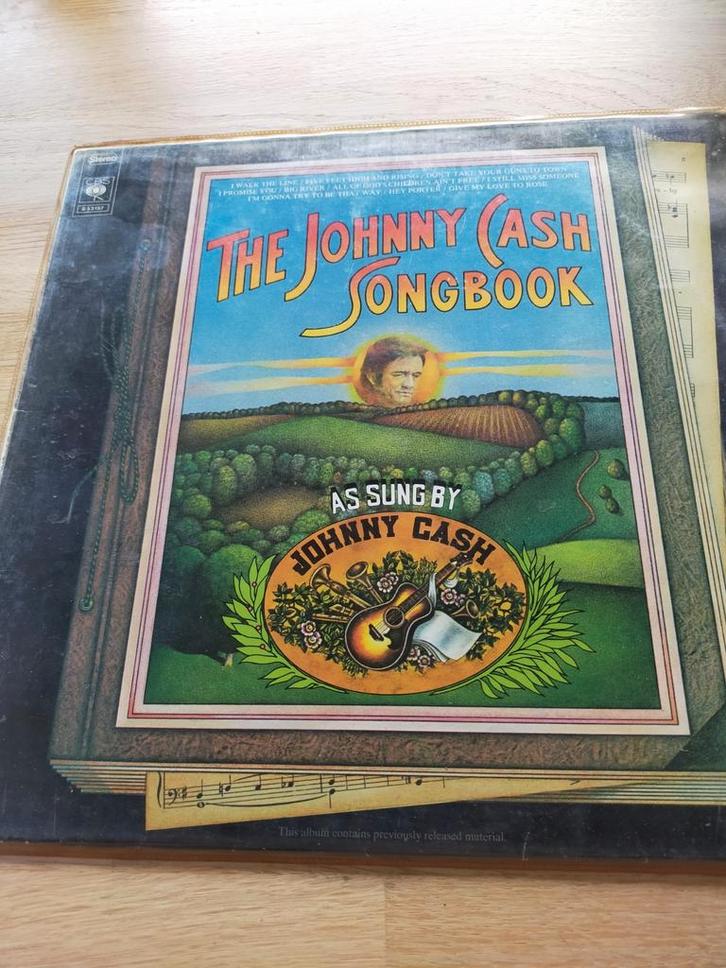 Stereo
CBS
S 53157
I WALK THE LINE / FIVE FEET HIGH AND RISING / DON'T TAKE YOUR GUNS TO TOWN
I PROMISE YOU / BIG RIVER / ALL OF GOD'S CHILDREN AIN'T FREE / I STILL MISS SOMEONE
I'M GONNA TRY TO BE THAT WAY / HEY PORTER / GIVE MY LOVE TO ROSE
THE JOHNNY CASH
SONGBOOK
AS SUNG BY
JOHNNY CASH
This album contains previously released material.